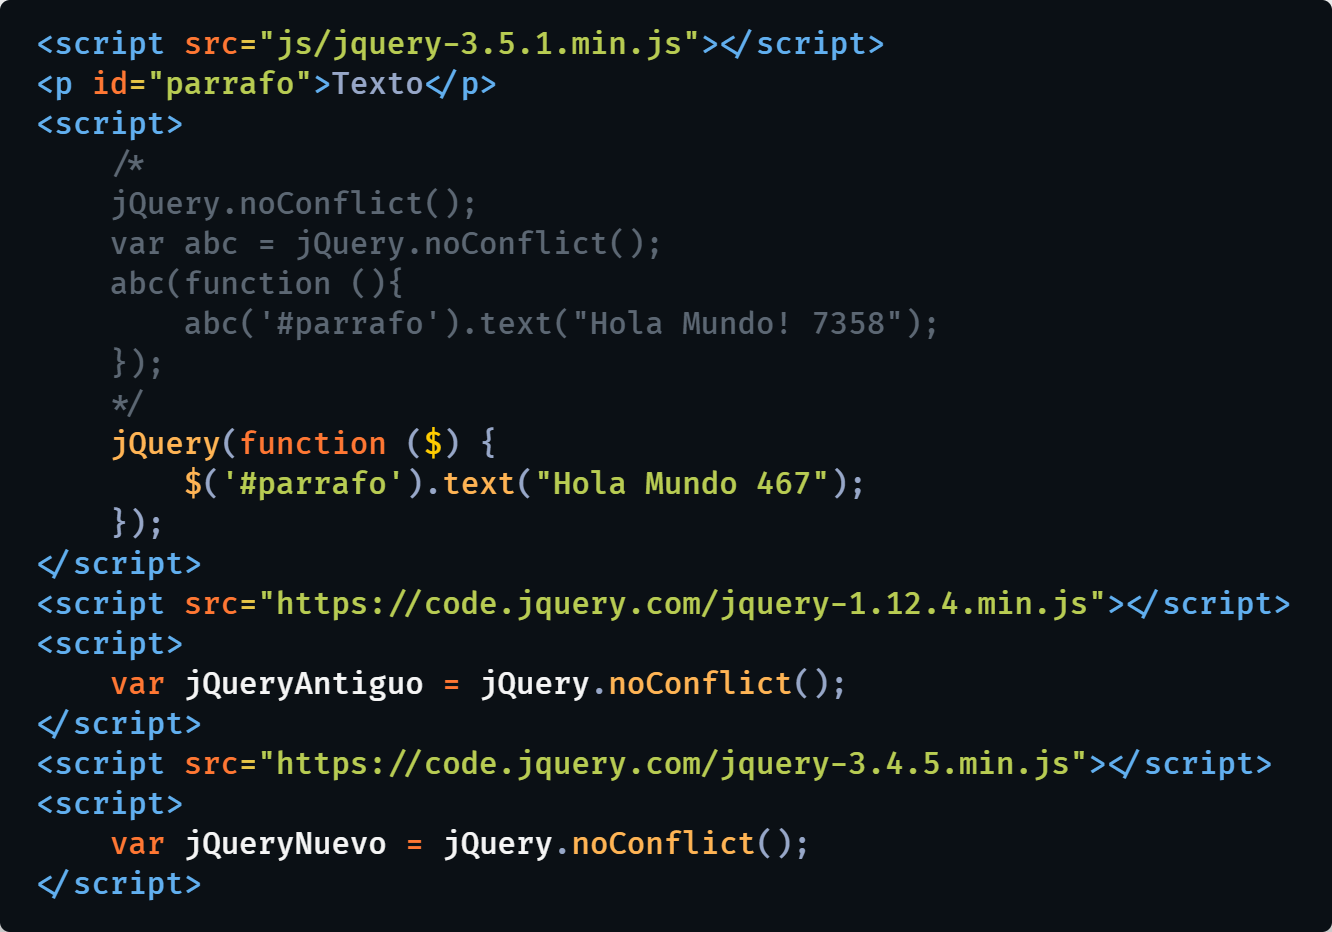 <script src="js/jquery-3.5.1.min.js"></script>
<p id="parrafo">Texto</p>
<script>
    /*
    jQuery.noConflict();
    var abc = jQuery.noConflict();
    abc(function (){
        abc('#parrafo').text("Hola Mundo! 7358");
    });
    */
    jQuery(function ($) {
        $('#parrafo').text("Hola Mundo 467");
    });
</script>
<script src="https://code.jquery.com/jquery-1.12.4.min.js"></script>
<script>
    var jQueryAntiguo = jQuery.noConflict();
</script>
<script src="https://code.jquery.com/jquery-3.4.5.min.js"></script>
<script>
    var jQueryNuevo = jQuery.noConflict();
</script>